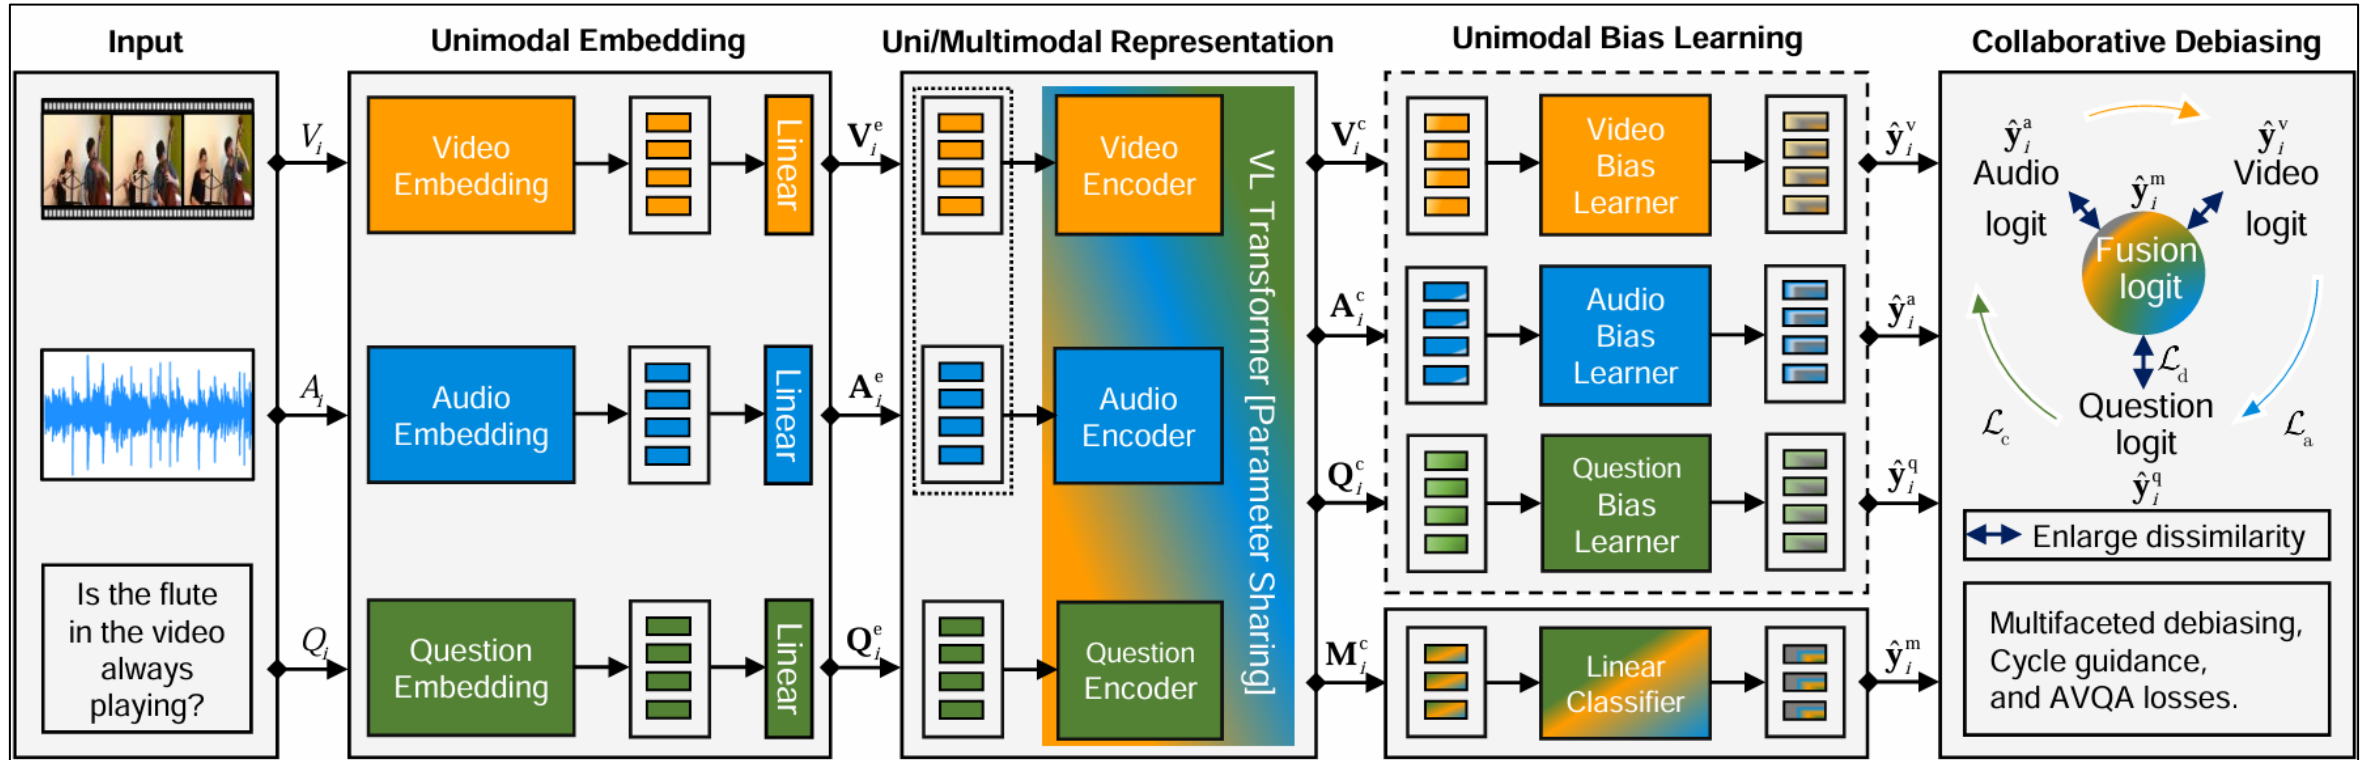 Input
Unimodal Embedding
Uni/Multimodal Representation
Unimodal Bias Learning
Collaborative Debiasing
V_i
Video
Embedding
Linear
V_i^e
Video
Encoder
V_i^c
Video
Bias
Learner
ŷ_i^v
A_i
Audio
Embedding
Linear
A_i^e
Audio
Encoder
A_i^c
Audio
Bias
Learner
ŷ_i^a
Is the flute
in the video
always
playing?
Q_i
Question
Embedding
Linear
Q_i^e
Question
Encoder
VL Transformer [Parameter Sharing]
Q_i^c
Question
Bias
Learner
ŷ_i^q
M_i^c
Linear
Classifier
ŷ_i^m
ŷ_i^a
Audio
logit
ŷ_i^v
Video
logit
ŷ_i^m
Fusion
logit
ℒ_d
ℒ_c
ℒ_a
Question
logit
ŷ_i^q
Enlarge dissimilarity
Multifaceted debiasing,
Cycle guidance,
and AVQA losses.